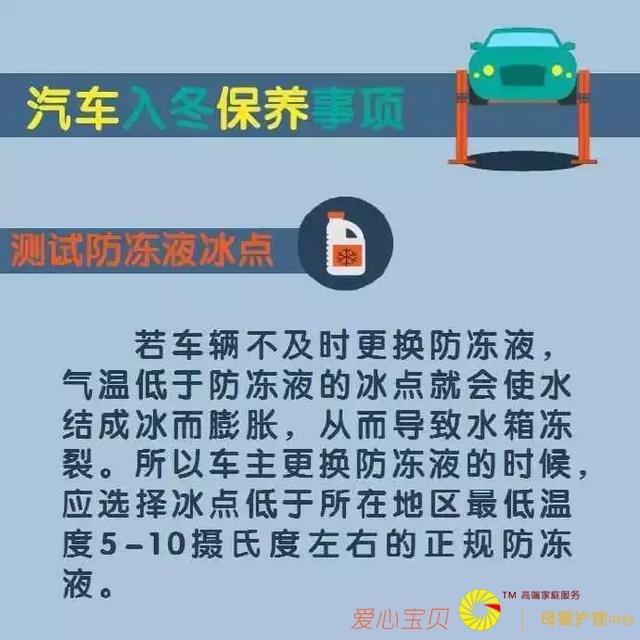 汽车入冬保养事项
测试防冻液冰点
若车辆不及时更换防冻液，
气温低于防冻液的冰点就会使水
结成冰而膨胀，从而导致水箱冻
裂。所以车主更换防冻液的时候，
应选择冰点低于所在地区最低温
度5-10摄氏度左右的正规防冻
液。
爱心宝贝 TM 高端家庭服务
母婴护理中心